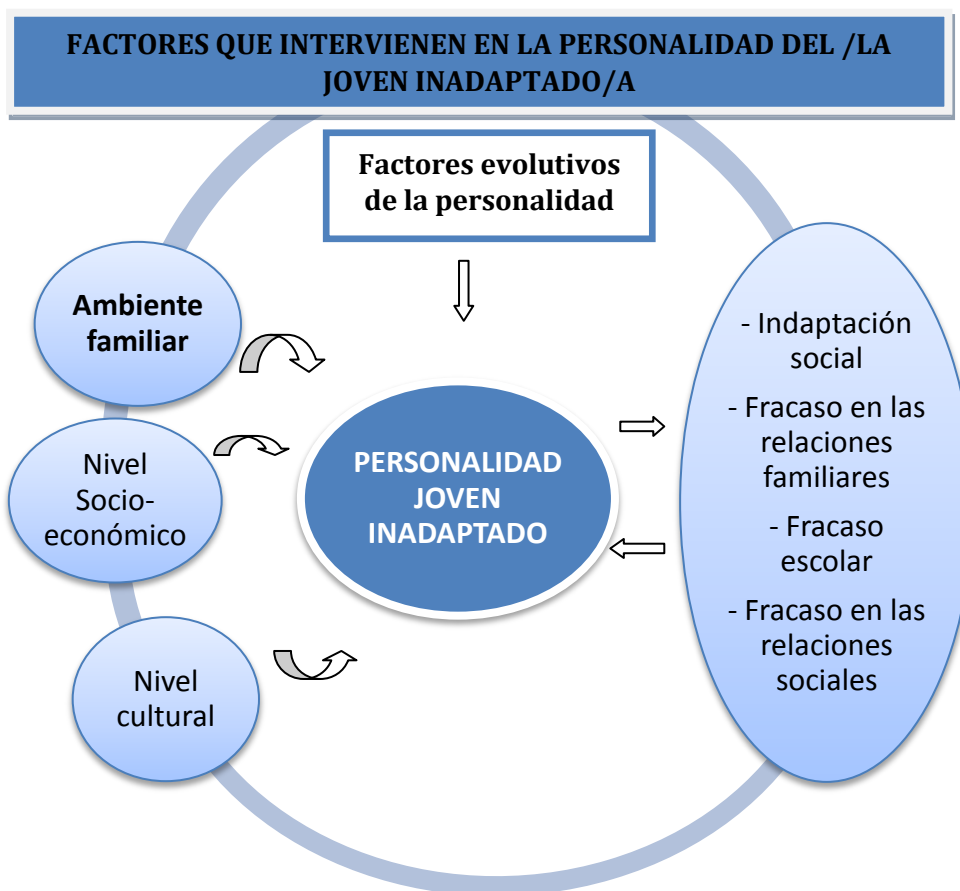 FACTORES QUE INTERVIENEN EN LA PERSONALIDAD DEL /LA
JOVEN INADAPTADO/A
Factores evolutivos
de la personalidad
Ambiente
familiar
Nivel
Socio-
económico
Nivel
cultural
PERSONALIDAD
JOVEN
INADAPTADO
- Indaptación
social
- Fracaso en las
relaciones
familiares
- Fracaso
escolar
- Fracaso en las
relaciones
sociales